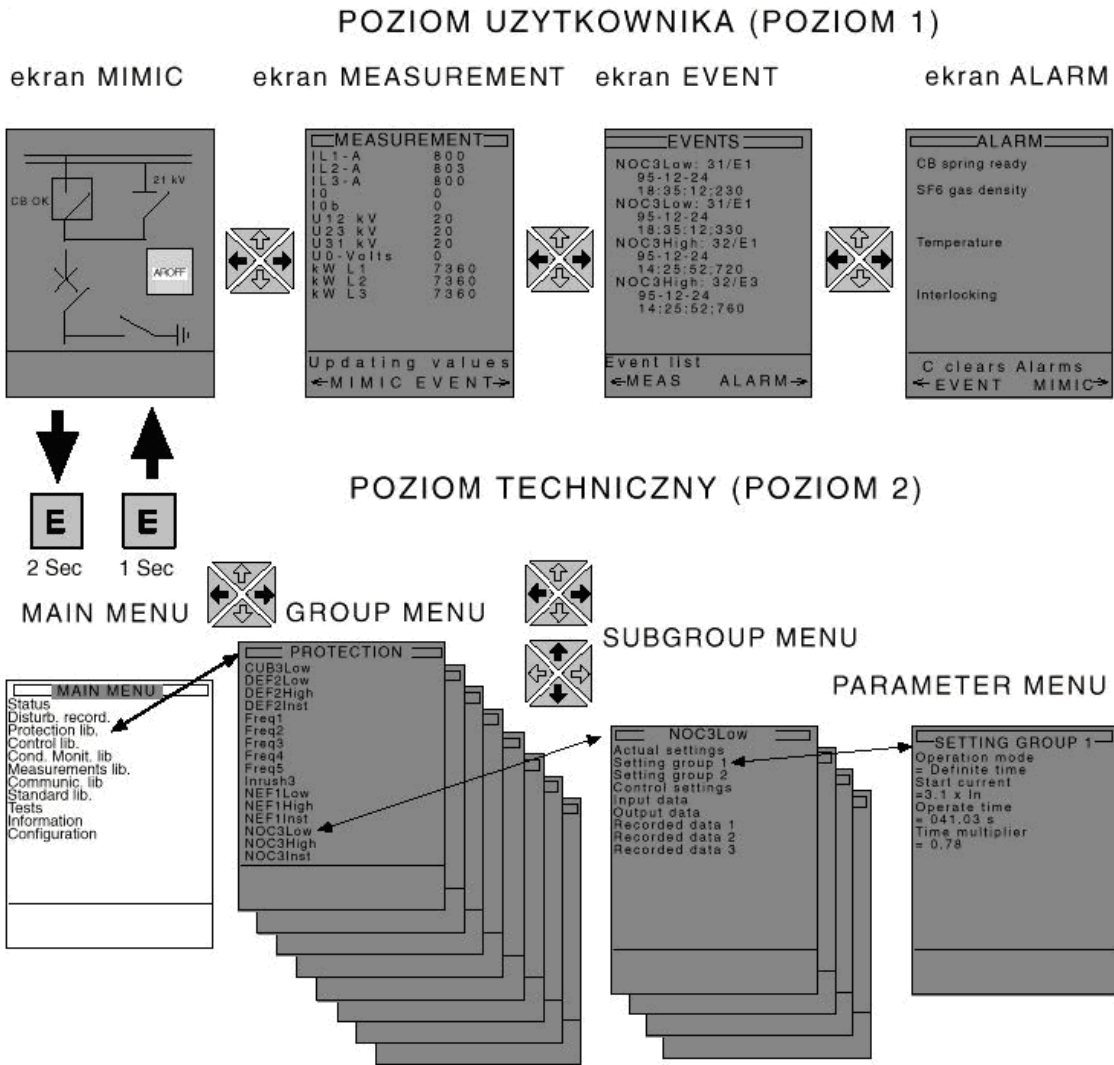 POZIOM UZYTKOWNIKA (POZIOM 1)
ekran MIMIC
ekran MEASUREMENT
ekran EVENT
ekran ALARM
21 kV
CB OK
AROFF
MEASUREMENT
IL1-A 800
IL2-A 803
IL3-A 800
I0 0
I0b 0
U12 kV 20
U23 kV 20
U31 kV 20
U0-Volts 0
kW L1 7360
kW L2 7360
kW L3 7360
Updating values
←MIMIC EVENT→
EVENTS
NOC3Low: 31/E1
95-12-24
18:35:12;230
NOC3Low: 31/E1
95-12-24
18:35:12;330
NOC3High: 32/E1
95-12-24
14:25:52;720
NOC3High: 32/E3
95-12-24
14:25:52;760
Event list
←MEAS ALARM→
ALARM
CB spring ready
SF6 gas density
Temperature
Interlocking
C clears Alarms
←EVENT MIMIC→
E
2 Sec
E
1 Sec
POZIOM TECHNICZNY (POZIOM 2)
MAIN MENU
GROUP MENU
SUBGROUP MENU
PARAMETER MENU
MAIN MENU
Status
Disturb. record.
Protection lib.
Control lib.
Cond. Monit. lib
Measurements lib.
Communic. lib
Standard lib.
Tests
Information
Configuration
PROTECTION
CUB3Low
DEF2Low
DEF2High
DEF2Inst
Freq1
Freq2
Freq3
Freq4
Freq5
Inrush3
NEF1Low
NEF1High
NEF1Inst
NOC3Low
NOC3High
NOC3Inst
NOC3Low
Actual settings
Setting group 1
Setting group 2
Control settings
Input data
Output data
Recorded data 1
Recorded data 2
Recorded data 3
SETTING GROUP 1
Operation mode
= Definite time
Start current
=3.1 x In
Operate time
= 041.03 s
Time multiplier
= 0.78